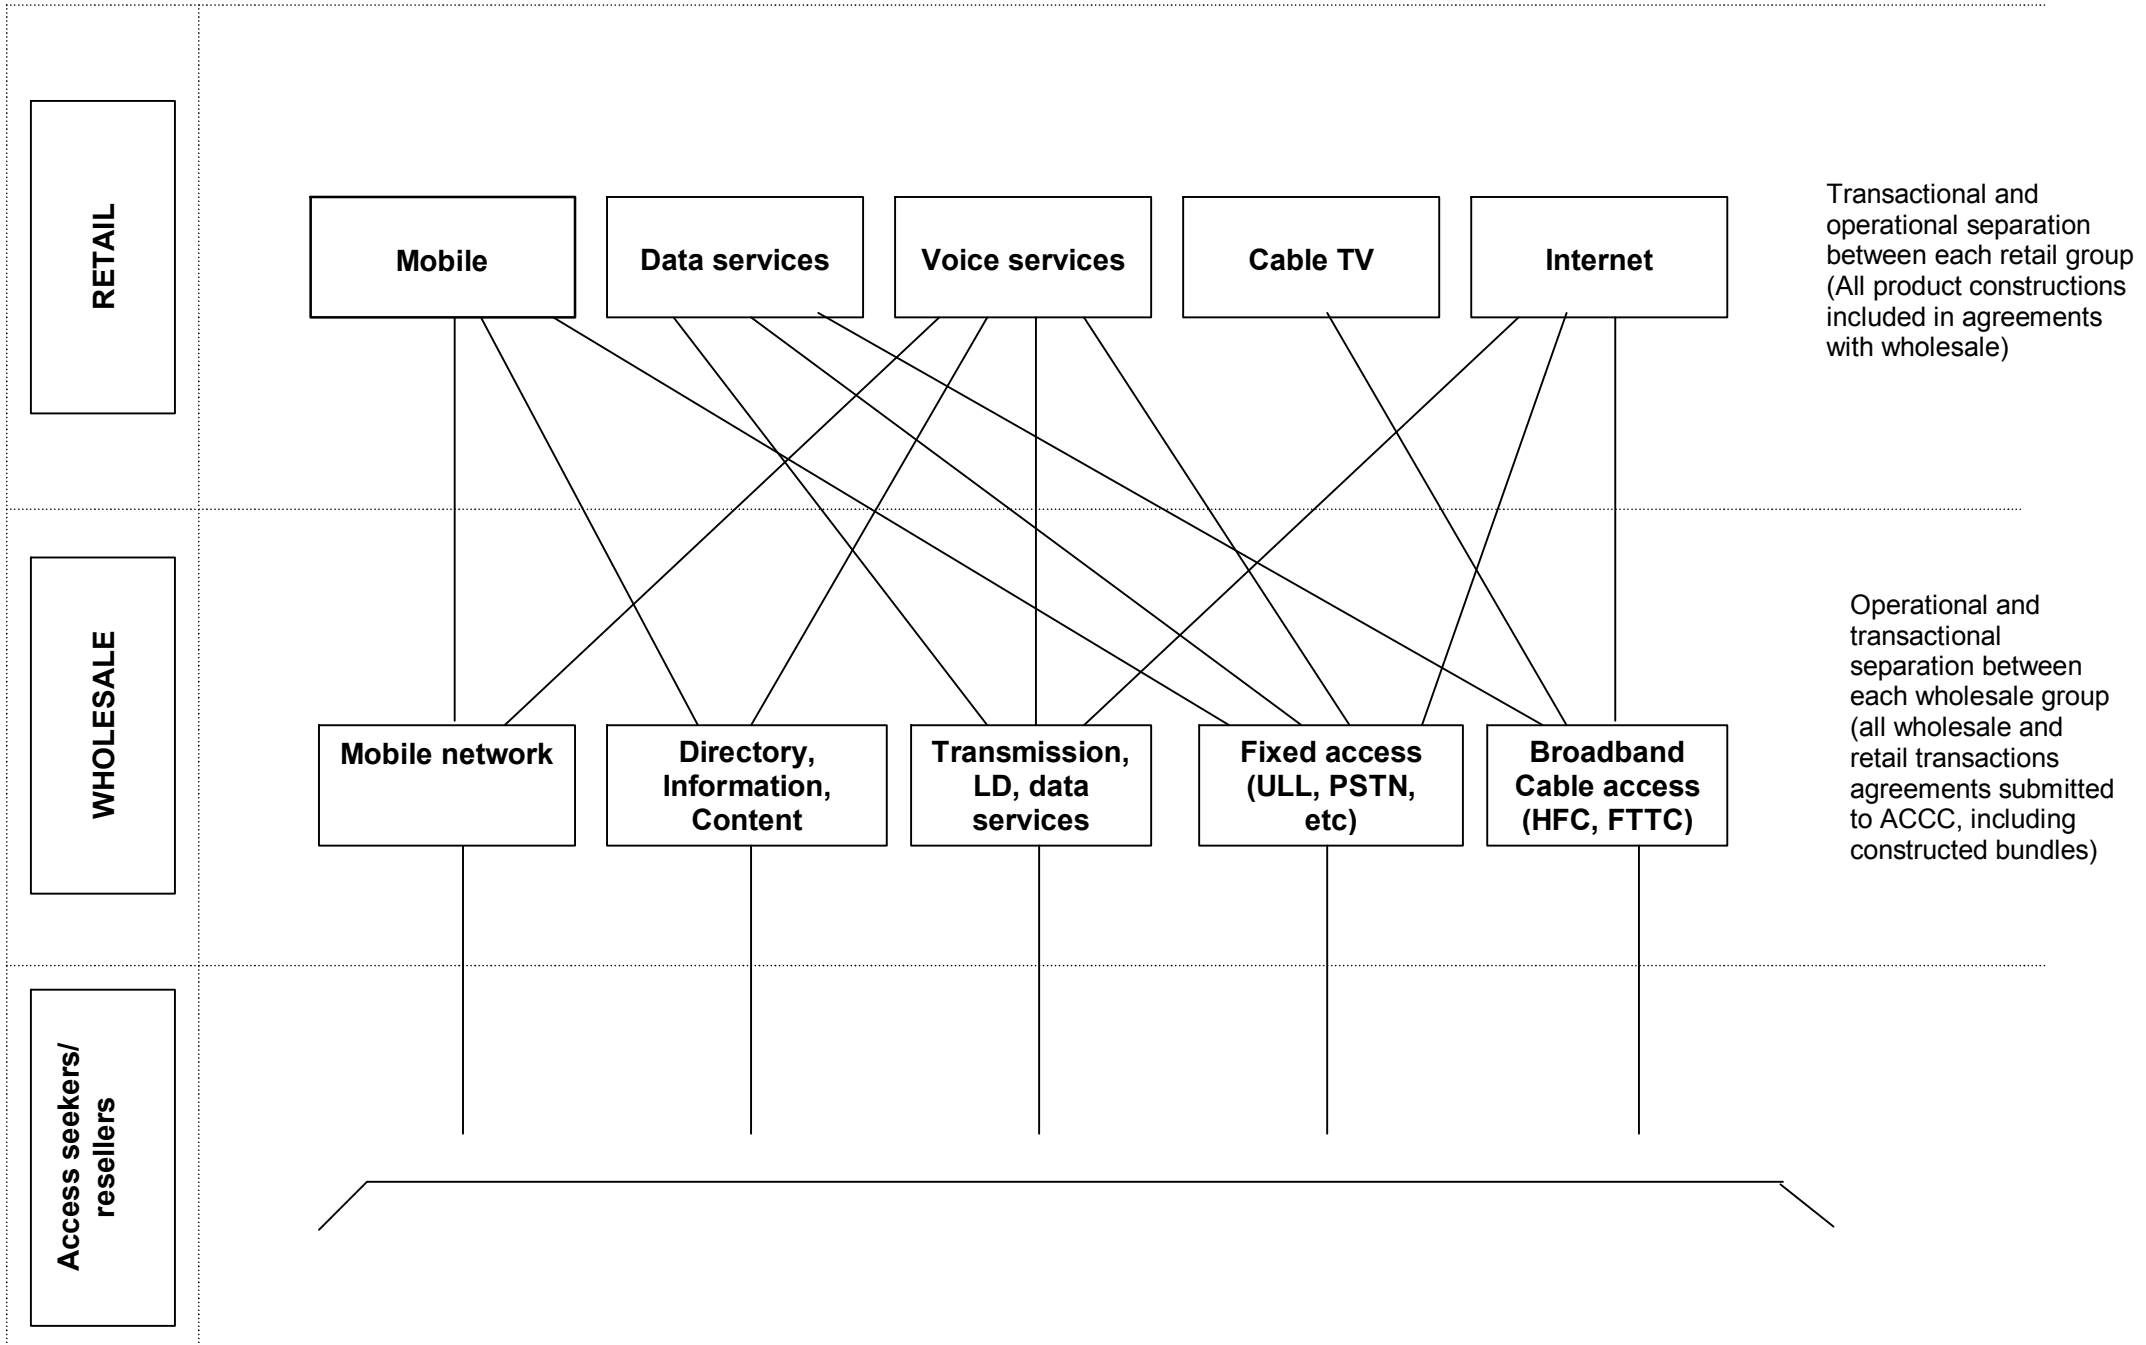 RETAIL
Mobile
Data services
Voice services
Cable TV
Internet
Transactional and
operational separation
between each retail group
(All product constructions
included in agreements
with wholesale)
WHOLESALE
Mobile network
Directory,
Information,
Content
Transmission,
LD, data
services
Fixed access
(ULL, PSTN,
etc)
Broadband
Cable access
(HFC, FTTC)
Operational and
transactional
separation between
each wholesale group
(all wholesale and
retail transactions
agreements submitted
to ACCC, including
constructed bundles)
Access seekers/
resellers